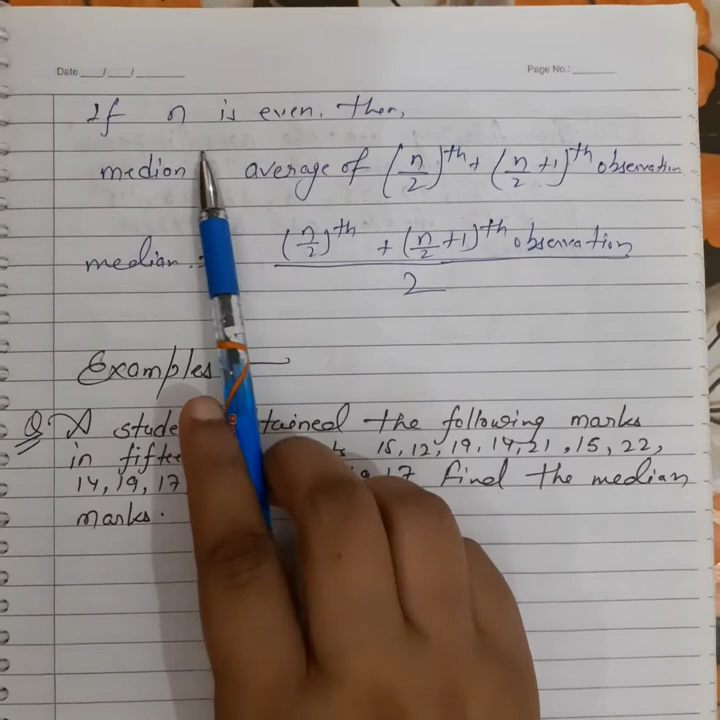 Date ___/___/______ Page No.: ______
If n is even, then,
median average of (n/2)th + (n/2 +1)th observation
median = (n/2)th + (n/2 +1)th observation
2
Examples
Q A stude tained the following marks
in fiftee 15, 12, 19, 14, 21, 15, 22,
14, 19, 17, 17 find the median
marks.